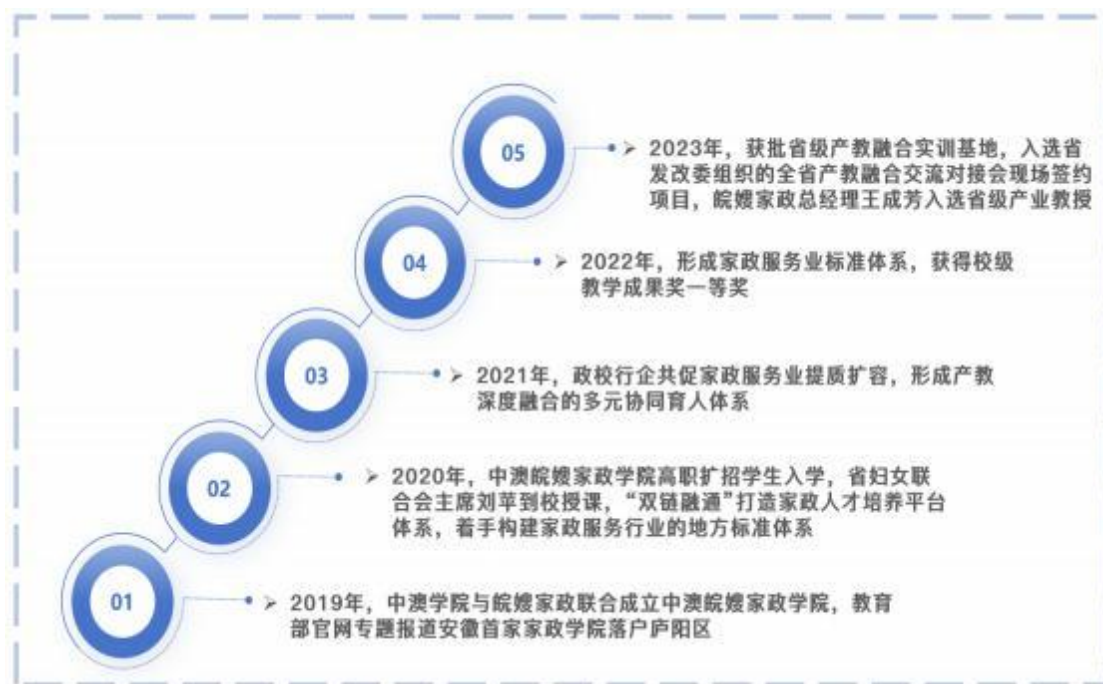 05
2023年，获批省级产教融合实训基地，入选省
发改委组织的全省产教融合交流对接会现场签约
项目，皖嫂家政总经理王成芳入选省级产业教授
04
2022年，形成家政服务业标准体系，获得校级
教学成果奖一等奖
03
2021年，政校行企共促家政服务业提质扩容，形成产教
深度融合的多元协同育人体系
02
2020年，中澳皖嫂家政学院高职扩招学生入学，省妇女联
合会主席刘苹到校授课，“双链融通”打造家政人才培养平台
体系，着手构建家政服务行业的地方标准体系
01
2019年，中澳学院与皖嫂家政联合成立中澳皖嫂家政学院，教育
部官网专题报道安徽首家家政学院落户庐阳区